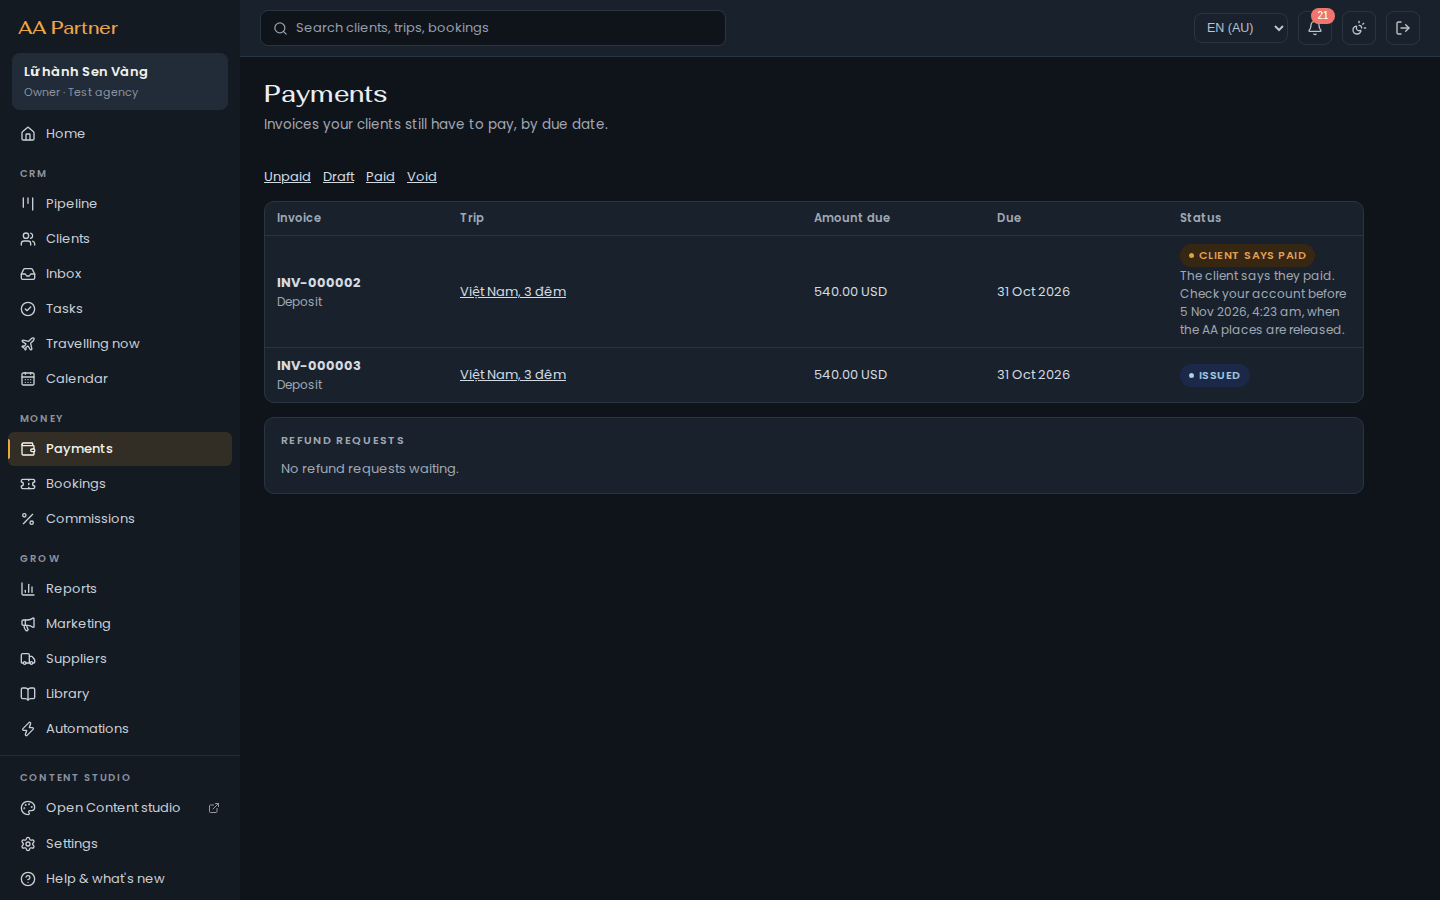 AA Partner
Lữ hành Sen Vàng
Owner · Test agency
Home
CRM
Pipeline
Clients
Inbox
Tasks
Travelling now
Calendar
MONEY
Payments
Bookings
Commissions
GROW
Reports
Marketing
Suppliers
Library
Automations
CONTENT STUDIO
Open Content studio
Settings
Help & what's new
Search clients, trips, bookings
EN (AU)
21
Payments
Invoices your clients still have to pay, by due date.
Unpaid Draft Paid Void
Invoice Trip Amount due Due Status
INV-000002
Deposit
Việt Nam, 3 đêm
540.00 USD
31 Oct 2026
CLIENT SAYS PAID
The client says they paid.
Check your account before
5 Nov 2026, 4:23 am, when
the AA places are released.
INV-000003
Deposit
Việt Nam, 3 đêm
540.00 USD
31 Oct 2026
ISSUED
REFUND REQUESTS
No refund requests waiting.